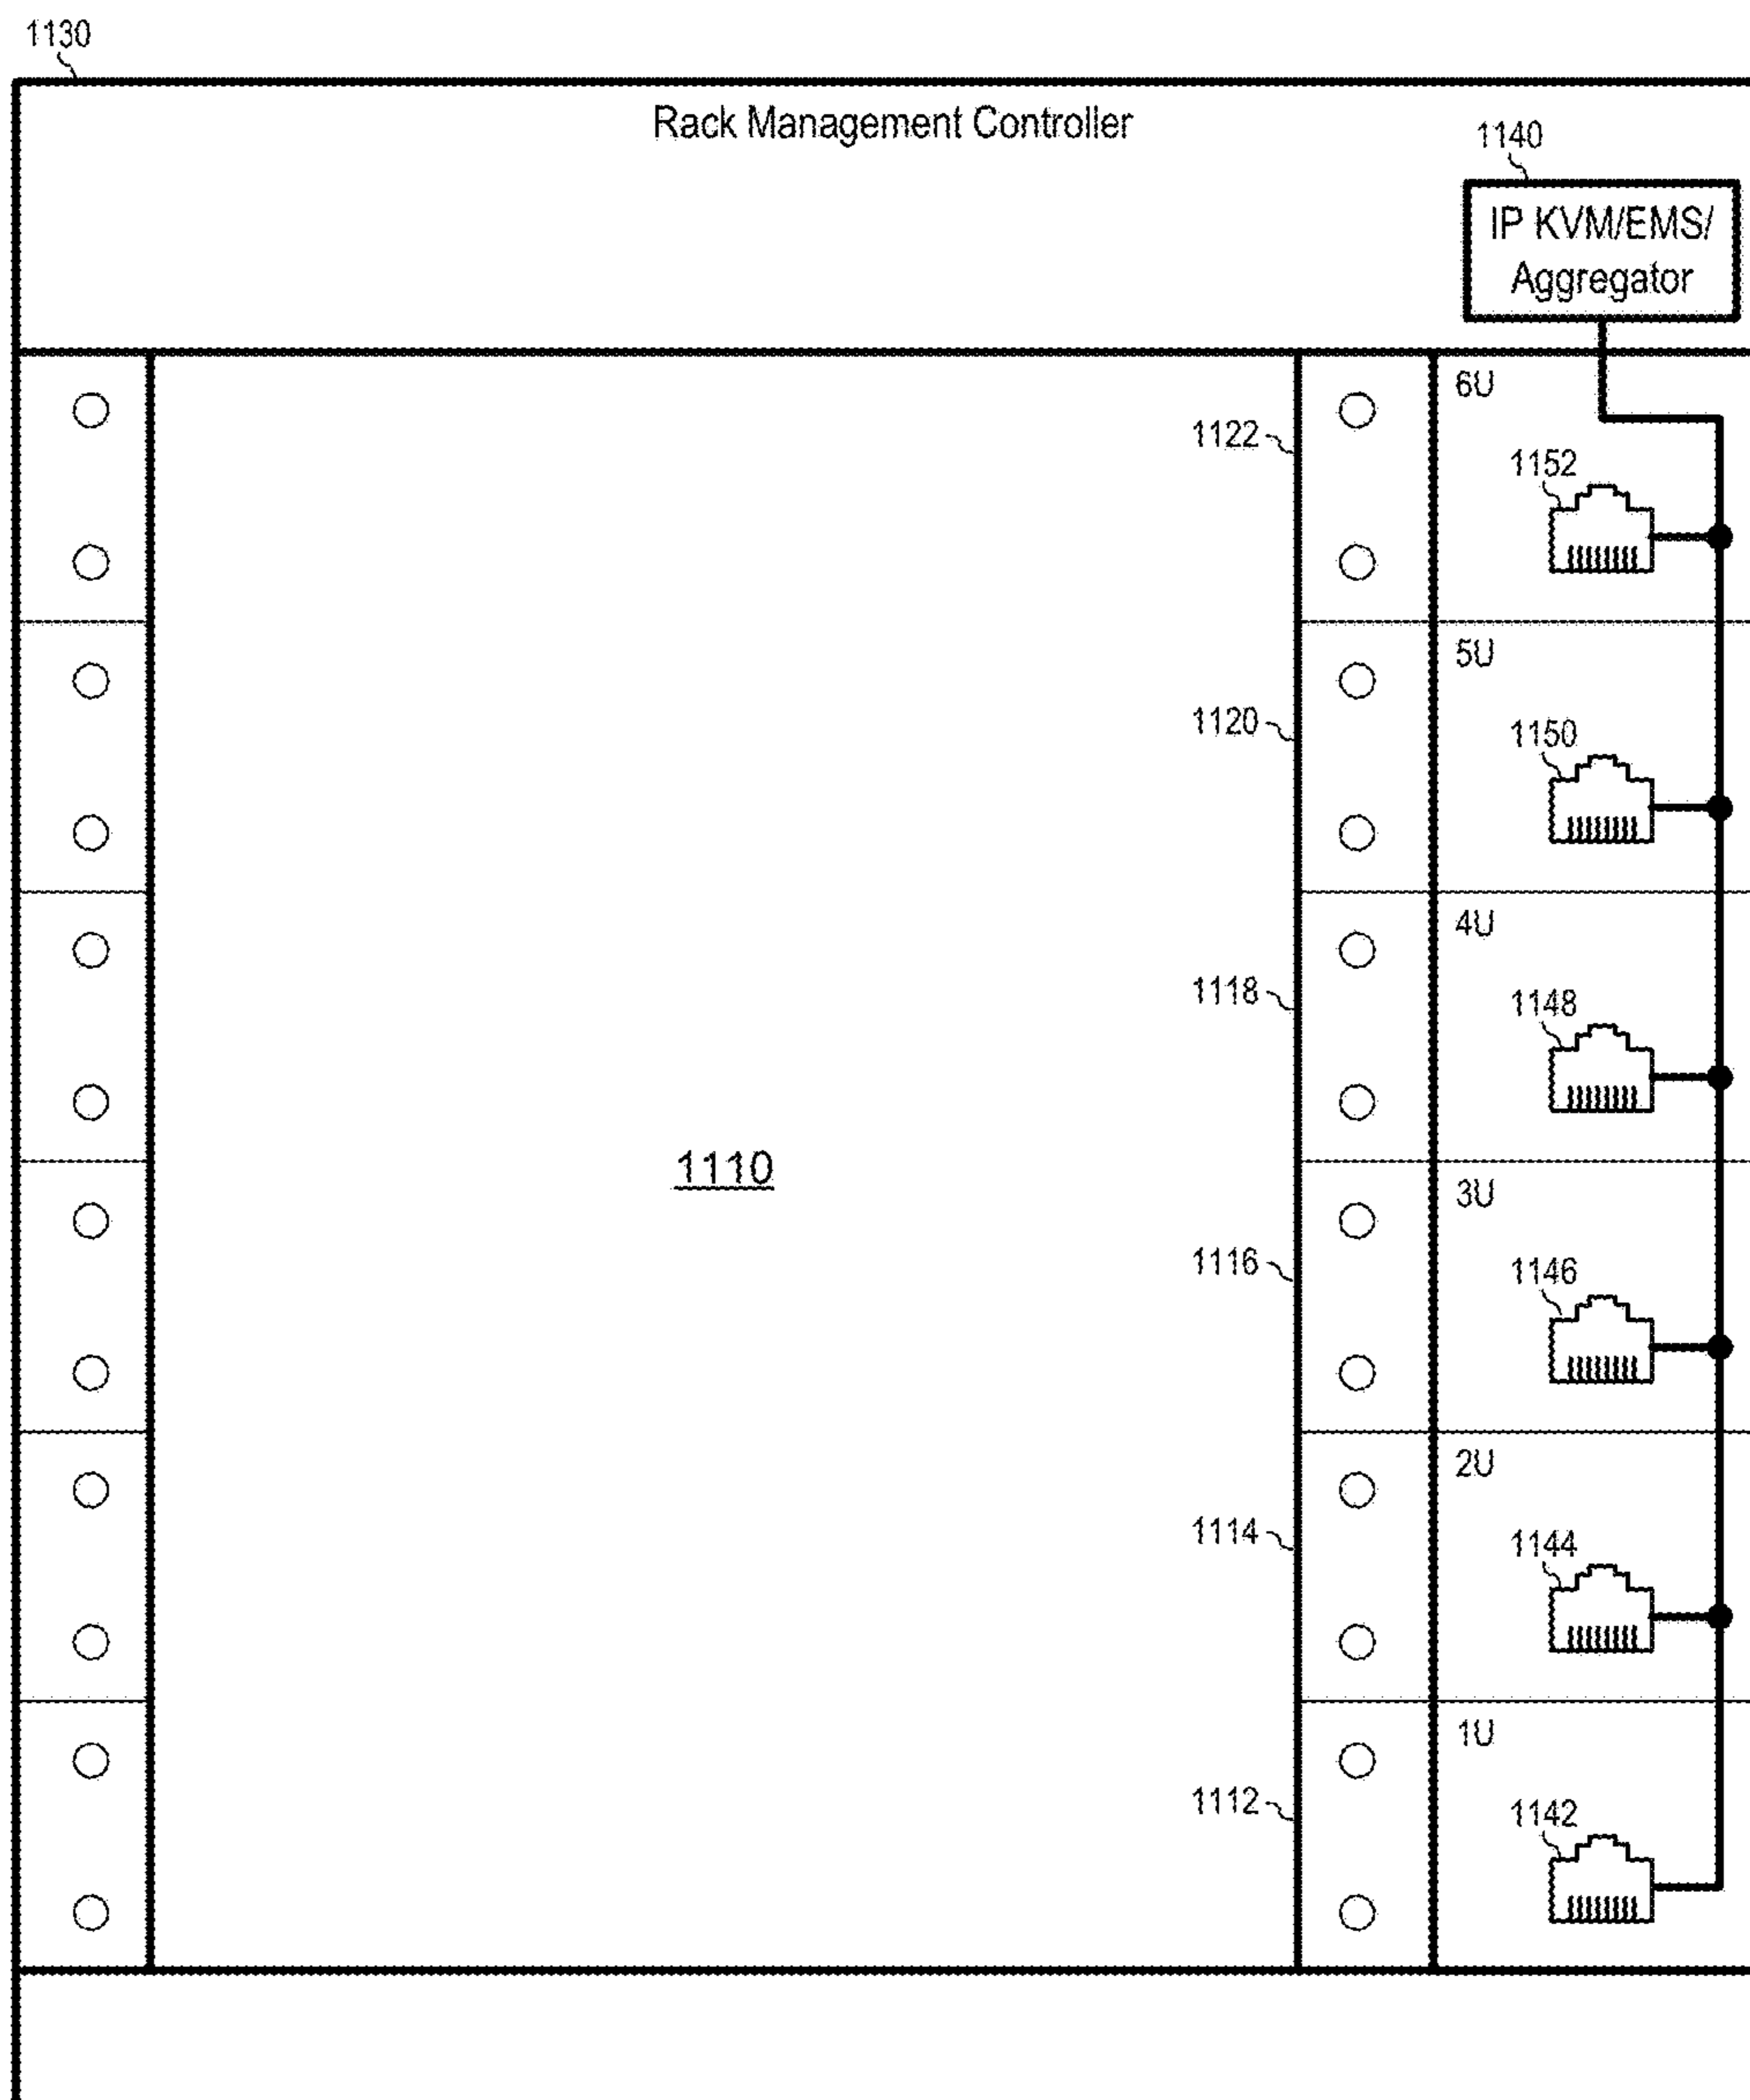 1130
Rack Management Controller
1140
IP KVM/EMS/
Aggregator
6U
1122
1152
5U
1120
1150
4U
1118
1148
1110
3U
1116
1146
2U
1114
1144
1U
1112
1142